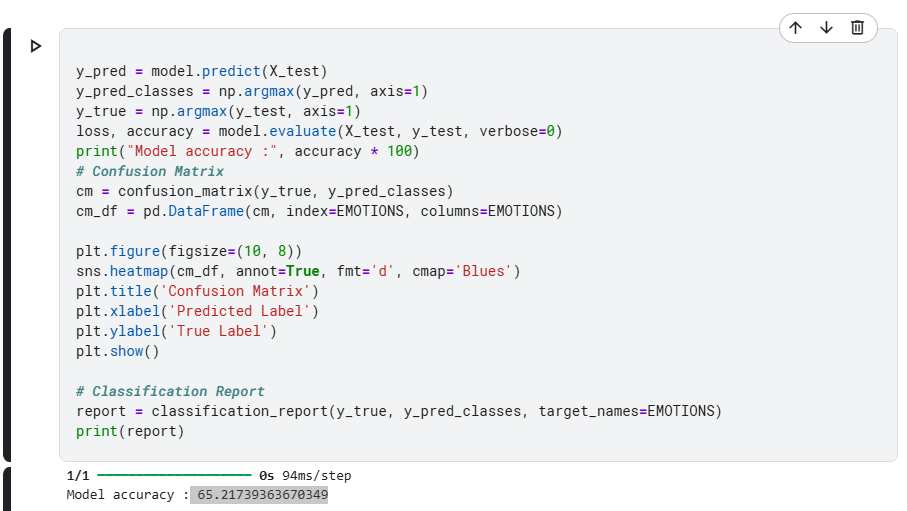 y_pred = model.predict(X_test)
y_pred_classes = np.argmax(y_pred, axis=1)
y_true = np.argmax(y_test, axis=1)
loss, accuracy = model.evaluate(X_test, y_test, verbose=0)
print("Model accuracy :", accuracy * 100)
# Confusion Matrix
cm = confusion_matrix(y_true, y_pred_classes)
cm_df = pd.DataFrame(cm, index=EMOTIONS, columns=EMOTIONS)
plt.figure(figsize=(10, 8))
sns.heatmap(cm_df, annot=True, fmt='d', cmap='Blues')
plt.title('Confusion Matrix')
plt.xlabel('Predicted Label')
plt.ylabel('True Label')
plt.show()
# Classification Report
report = classification_report(y_true, y_pred_classes, target_names=EMOTIONS)
print(report)
1/1 ━━━━━━━━━━━━━━━━━━━━ 0s 94ms/step
Model accuracy : 65.21739363670349